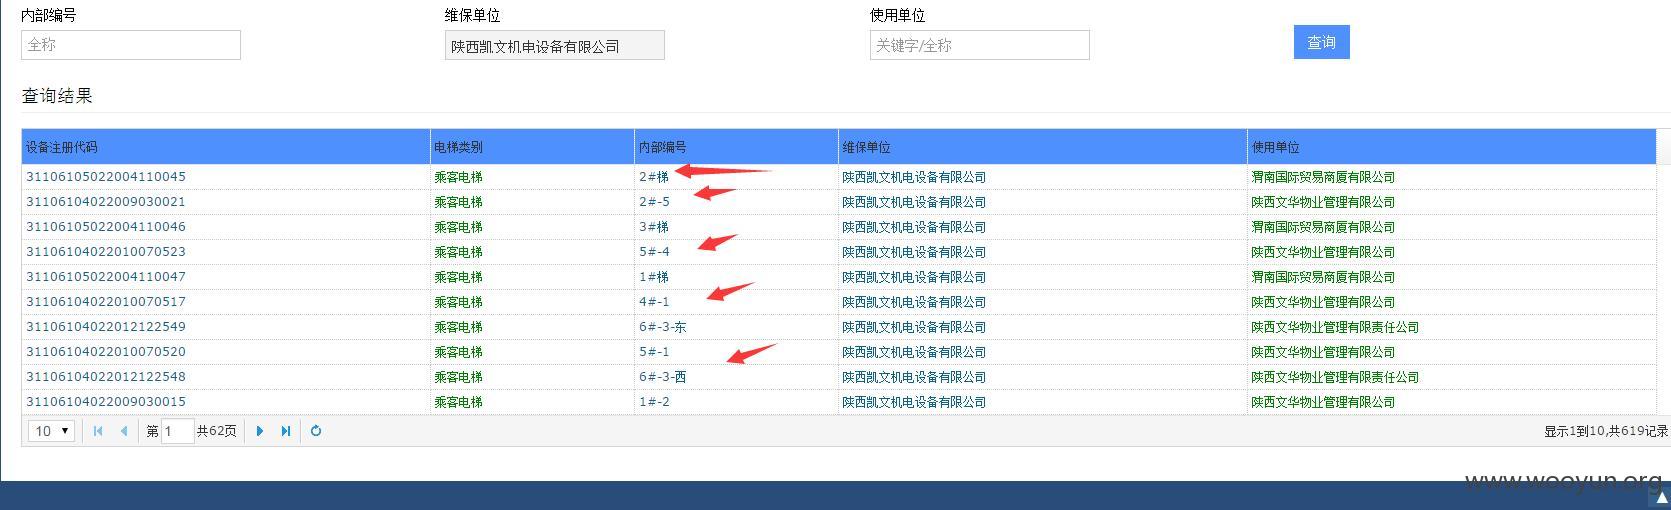 内部编号 维保单位 使用单位
全称 陕西凯文机电设备有限公司 关键字/全称 查询
查询结果
设备注册代码 电梯类别 内部编号 维保单位 使用单位
31106105022004110045 乘客电梯 2#梯 陕西凯文机电设备有限公司 渭南国际贸易商厦有限公司
31106104022009030021 乘客电梯 2#-5 陕西凯文机电设备有限公司 陕西文华物业管理有限公司
31106105022004110046 乘客电梯 3#梯 陕西凯文机电设备有限公司 渭南国际贸易商厦有限公司
31106104022010070523 乘客电梯 5#-4 陕西凯文机电设备有限公司 陕西文华物业管理有限公司
31106105022004110047 乘客电梯 1#梯 陕西凯文机电设备有限公司 渭南国际贸易商厦有限公司
31106104022010070517 乘客电梯 4#-1 陕西凯文机电设备有限公司 陕西文华物业管理有限公司
31106104022012122549 乘客电梯 6#-3-东 陕西凯文机电设备有限公司 陕西文华物业管理有限责任公司
31106104022010070520 乘客电梯 5#-1 陕西凯文机电设备有限公司 陕西文华物业管理有限公司
31106104022012122548 乘客电梯 6#-3-西 陕西凯文机电设备有限公司 陕西文华物业管理有限责任公司
31106104022009030015 乘客电梯 1#-2 陕西凯文机电设备有限公司 陕西文华物业管理有限公司
10 第 1 共62页 显示1到10,共619记录
www.wooyun.org